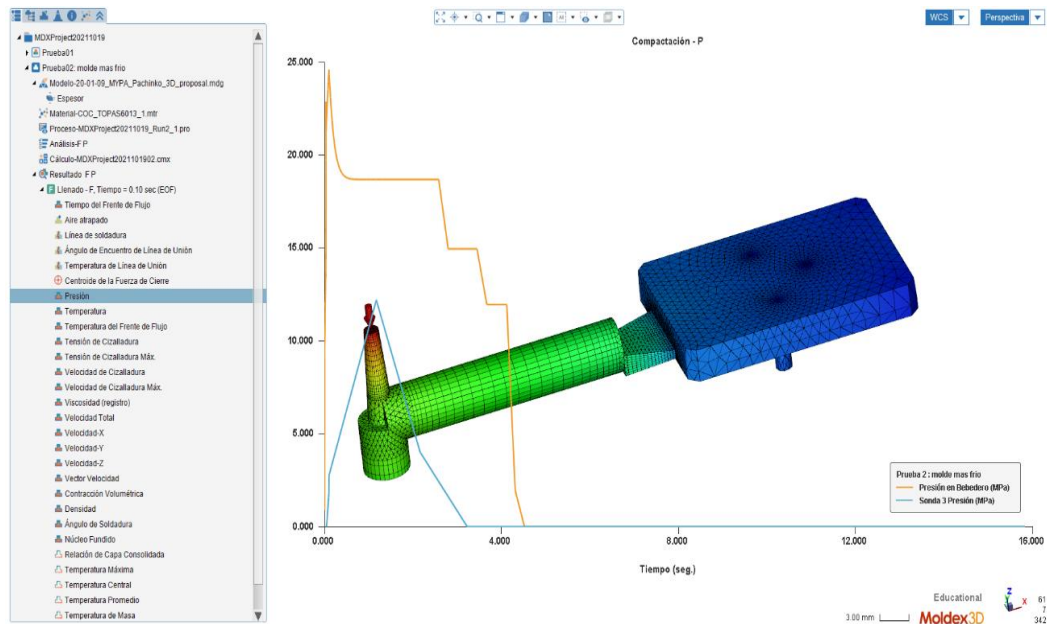 WCS
Perspectiva
MDXProject20211019
Prueba01
Prueba02: molde mas frio
Modelo-20-01-09_MYPA_Pachinko_3D_proposal.mdg
Espesor
Material-COC_TOPAS6013_1.mtr
Proceso-MDXProject20211019_Run2_1.pro
Análisis-F P
Cálculo-MDXProject2021101902.cmx
Resultado F P
Llenado - F, Tiempo = 0.10 sec (EOF)
Tiempo del Frente de Flujo
Aire atrapado
Línea de soldadura
Ángulo de Encuentro de Línea de Unión
Temperatura de Línea de Unión
Centroide de la Fuerza de Cierre
Presión
Temperatura
Temperatura del Frente de Flujo
Tensión de Cizalladura
Tensión de Cizalladura Máx.
Velocidad de Cizalladura
Velocidad de Cizalladura Máx.
Viscosidad (registro)
Velocidad Total
Velocidad-X
Velocidad-Y
Velocidad-Z
Vector Velocidad
Contracción Volumétrica
Densidad
Ángulo de Soldadura
Núcleo Fundido
Relación de Capa Consolidada
Temperatura Máxima
Temperatura Central
Temperatura Promedio
Temperatura de Masa
Compactación - P
25.000
20.000
15.000
10.000
5.000
0.000
0.000 4.000 8.000 12.000 16.000
Tiempo (seg.)
Prueba 2 : molde mas frio
Presión en Bebedero (MPa)
Sonda 3 Presión (MPa)
3.00 mm
Educational
Moldex3D
Z
X
61
7
342